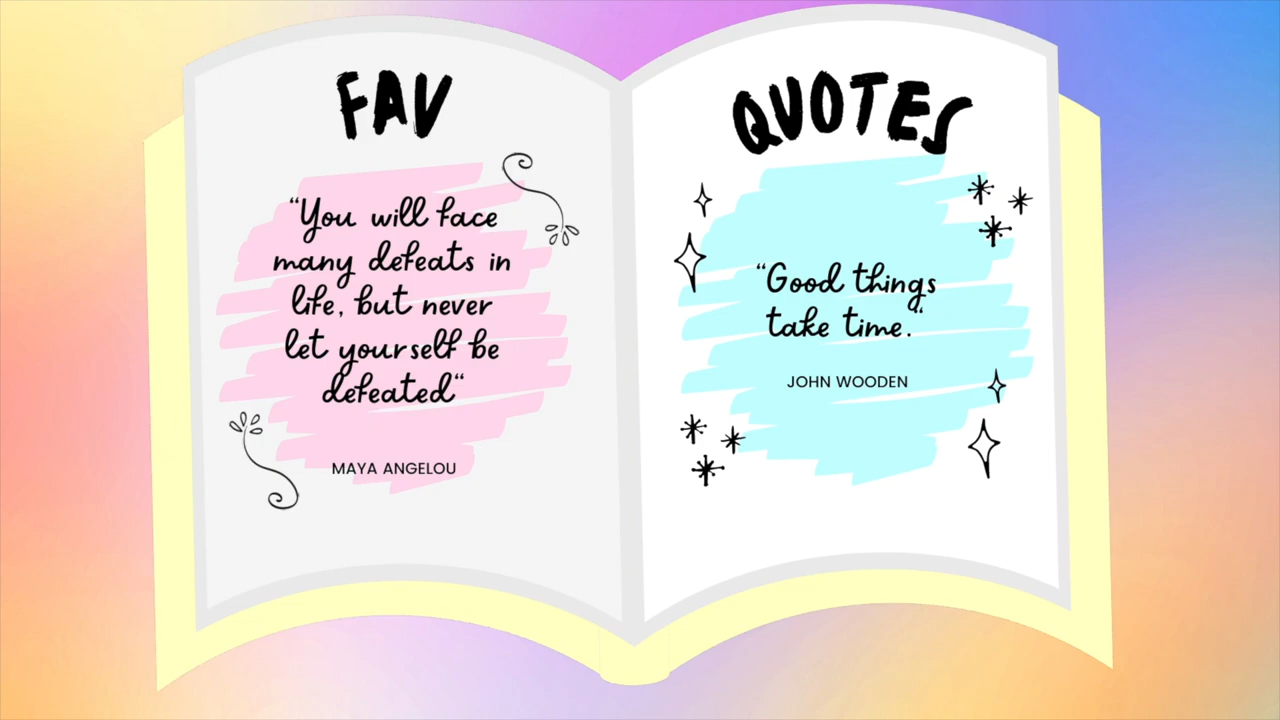 FAV
“You will face
many defeats in
life, but never
let yourself be
defeated“
MAYA ANGELOU
QUOTES
“Good things
take time.“
JOHN WOODEN